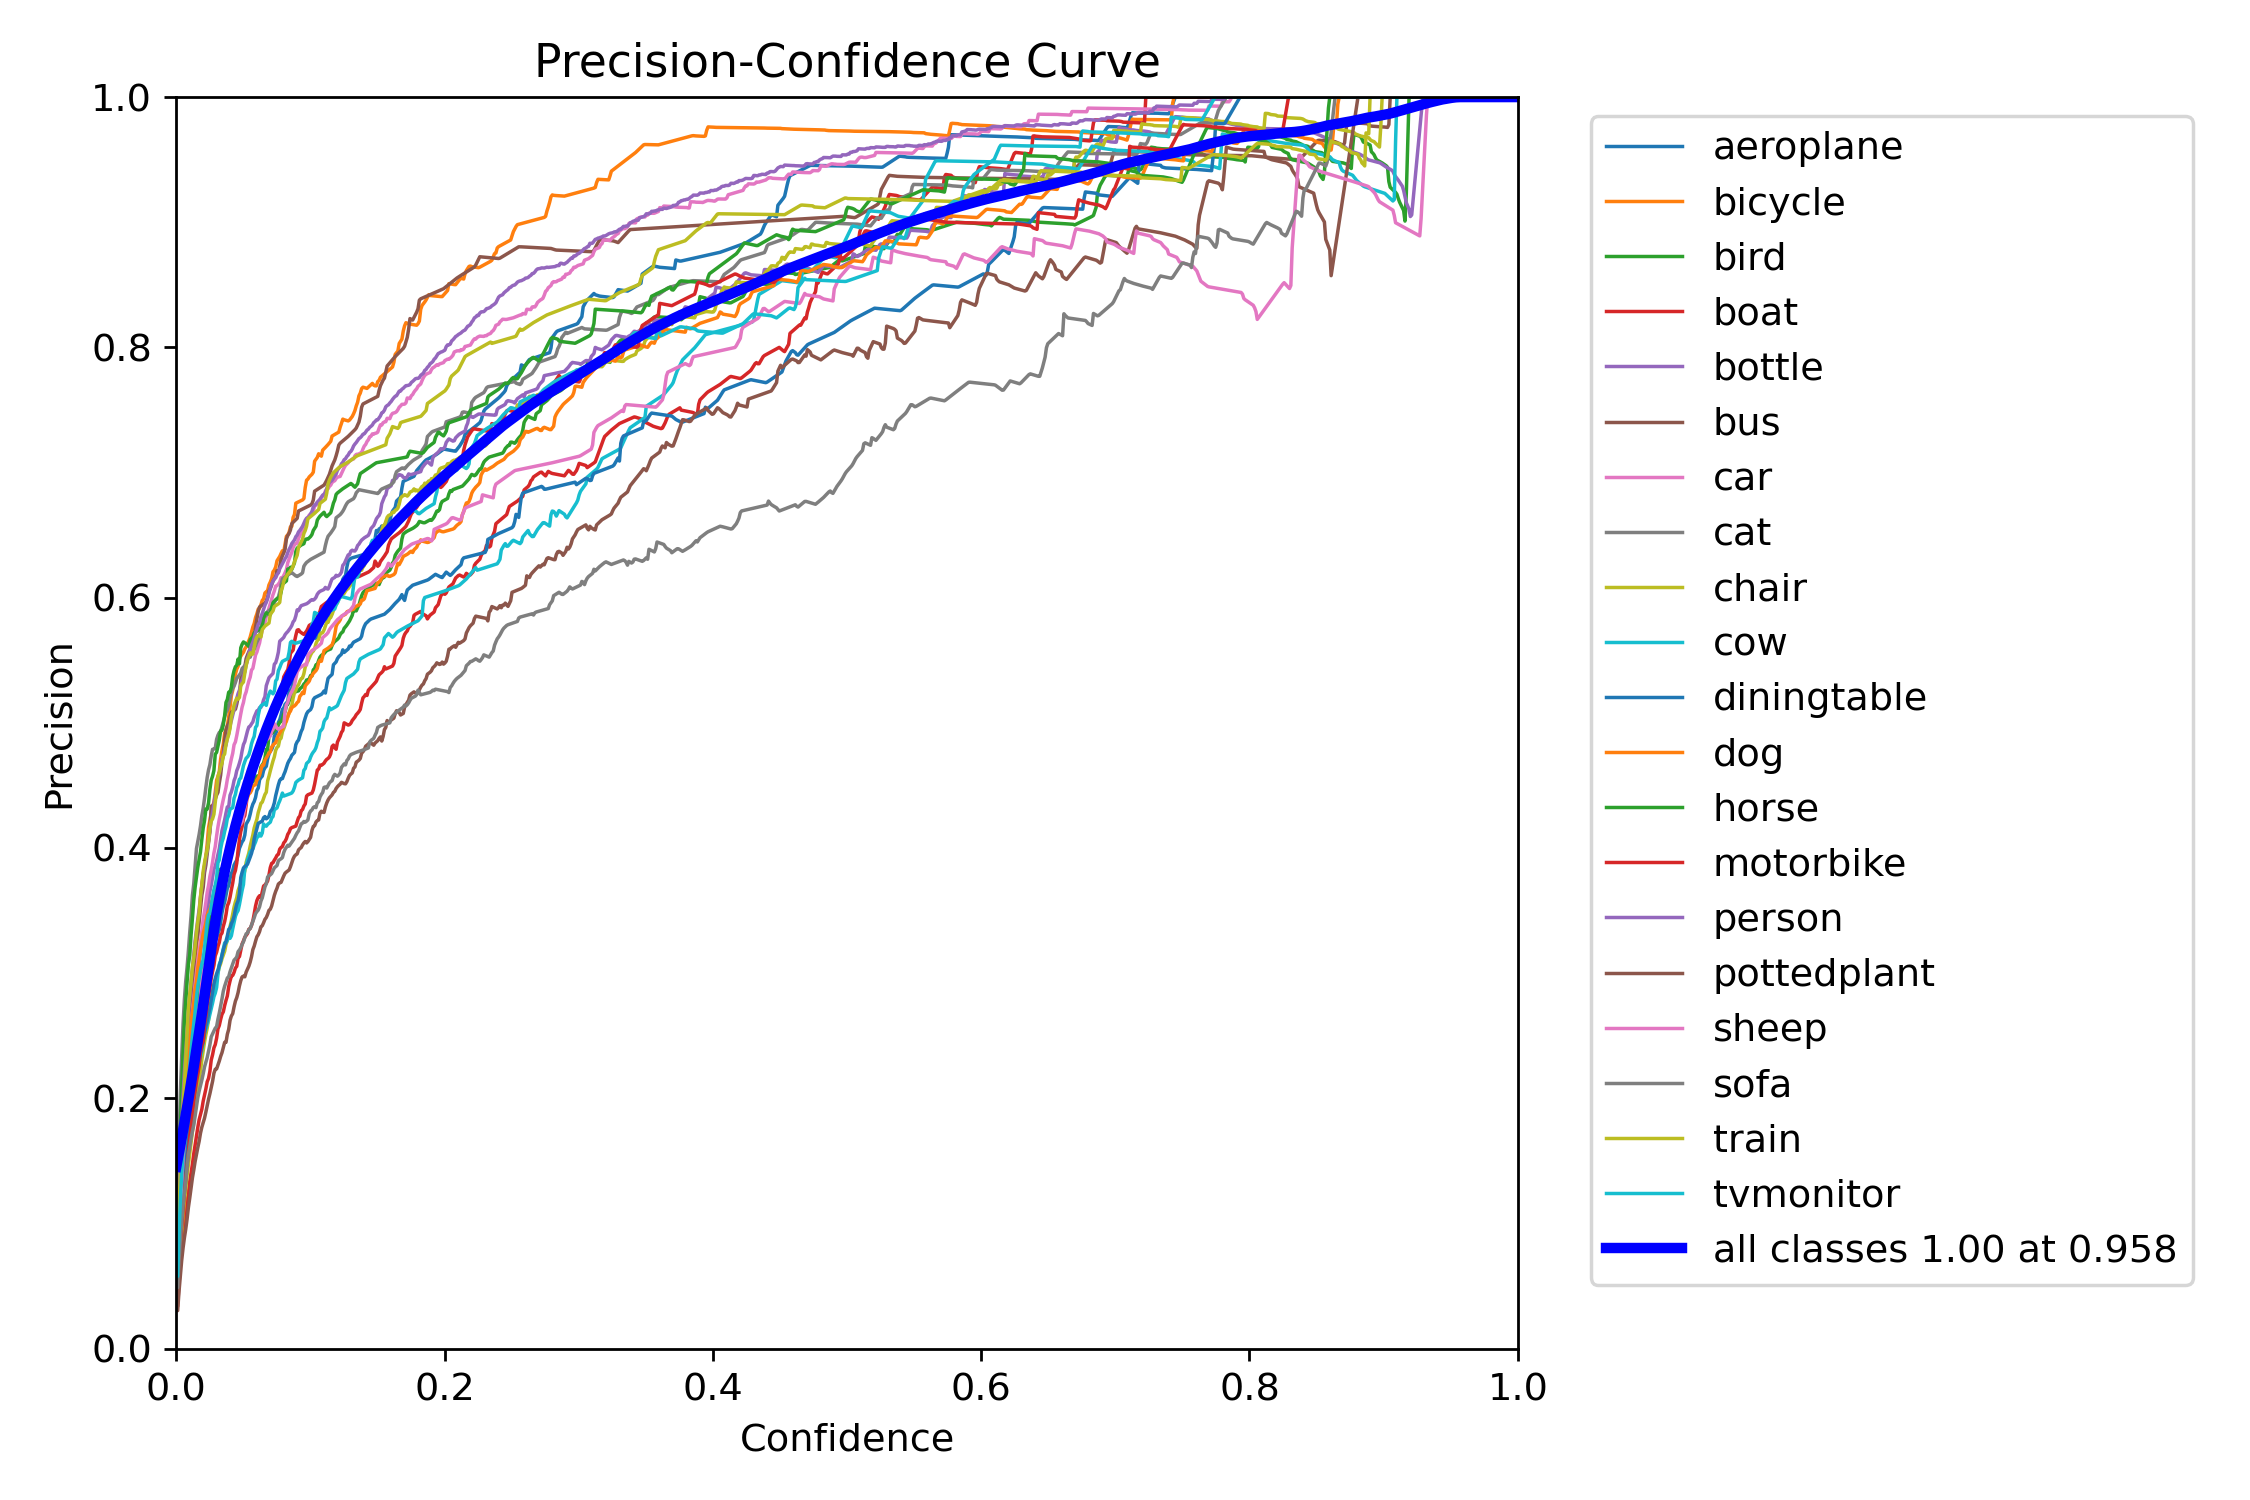 Precision-Confidence Curve
1.0
0.8
0.6
0.4
0.2
0.0
Precision
0.0 0.2 0.4 0.6 0.8 1.0
Confidence
aeroplane
bicycle
bird
boat
bottle
bus
car
cat
chair
cow
diningtable
dog
horse
motorbike
person
pottedplant
sheep
sofa
train
tvmonitor
all classes 1.00 at 0.958